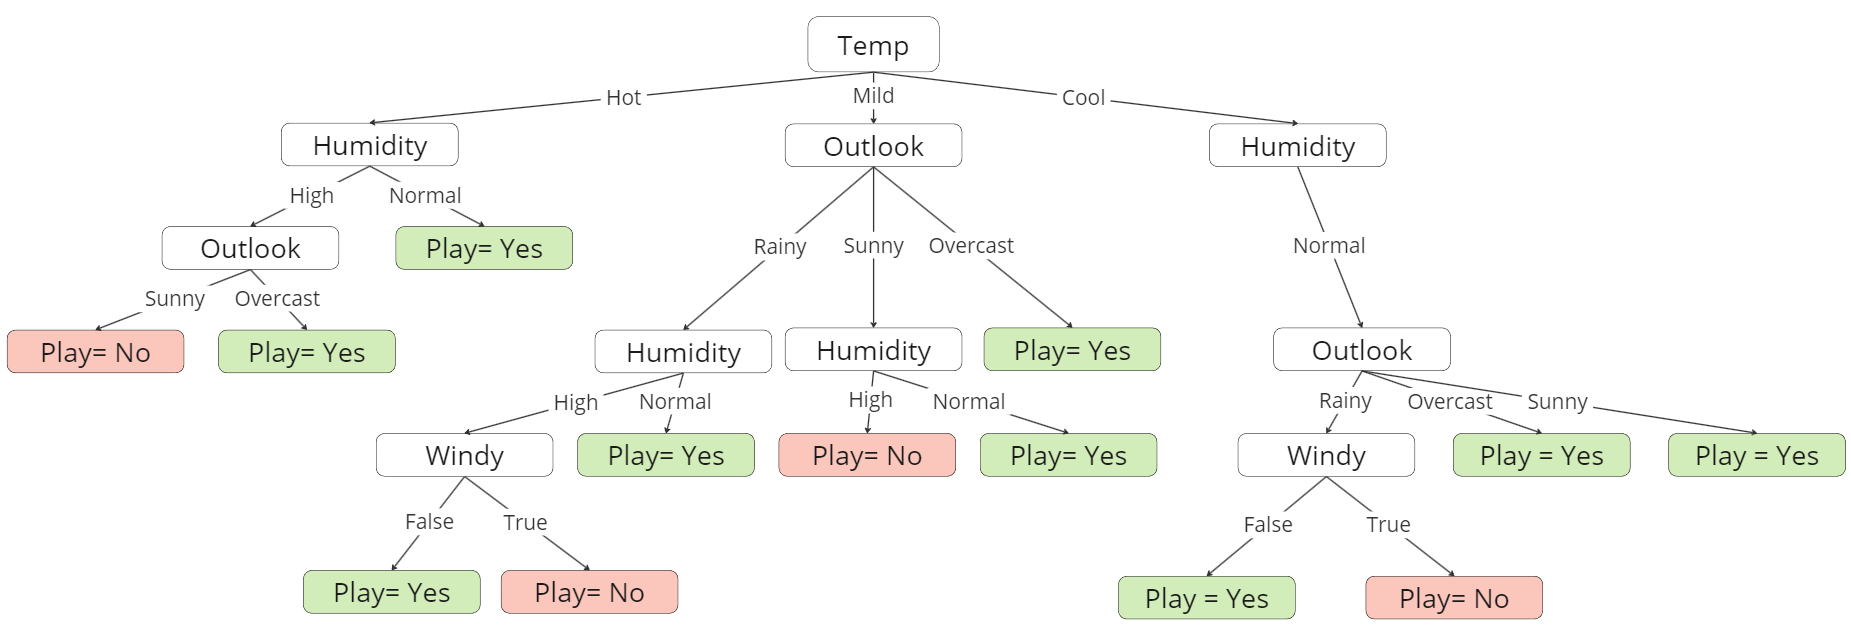 Temp
Hot
Mild
Cool
Humidity
Outlook
Humidity
High
Normal
Outlook
Play= Yes
Rainy
Sunny
Overcast
Normal
Sunny
Overcast
Play= No
Play= Yes
Humidity
Humidity
Play= Yes
Outlook
High
Normal
High
Normal
Rainy
Overcast
Sunny
Windy
Play= Yes
Play= No
Play= Yes
Windy
Play = Yes
Play = Yes
False
True
False
True
Play= Yes
Play= No
Play = Yes
Play= No